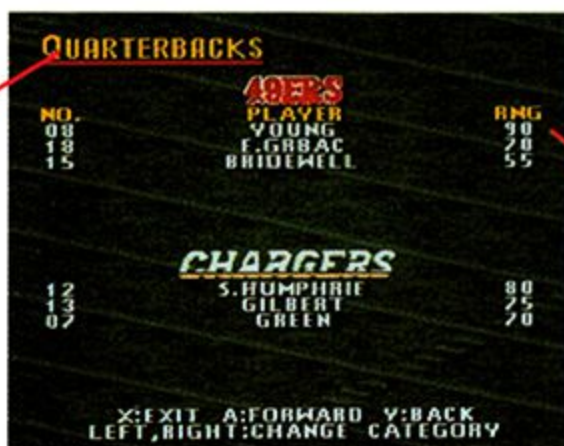 QUARTERBACKS
49ERS
NO. PLAYER RNG
08 YOUNG 90
18 E.GRBAC 70
15 BRIDEWELL 55
CHARGERS
12 S.HUMPHRIE 80
13 GILBERT 75
07 GREEN 70
X:EXIT A:FORWARD Y:BACK
LEFT,RIGHT:CHANGE CATEGORY